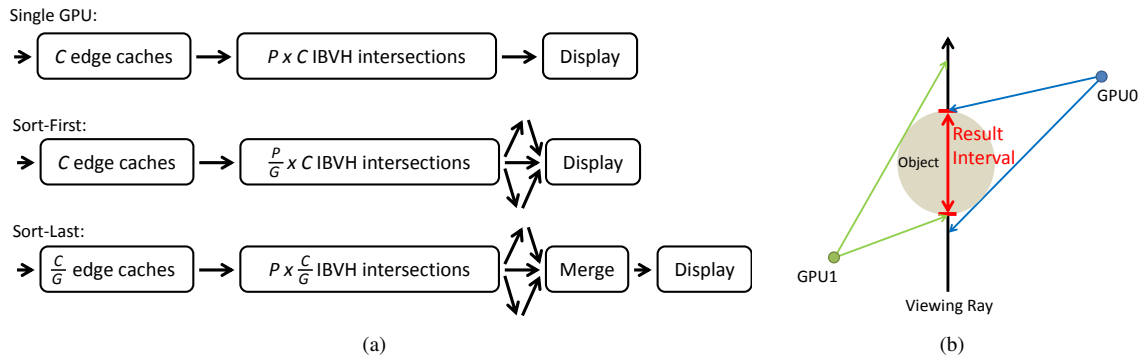 Single GPU:
C edge caches
P x C IBVH intersections
Display
Sort-First:
C edge caches
P/G x C IBVH intersections
Display
Sort-Last:
C/G edge caches
P x C/G IBVH intersections
Merge
Display
(a)
GPU0
Result
Interval
Object
GPU1
Viewing Ray
(b)